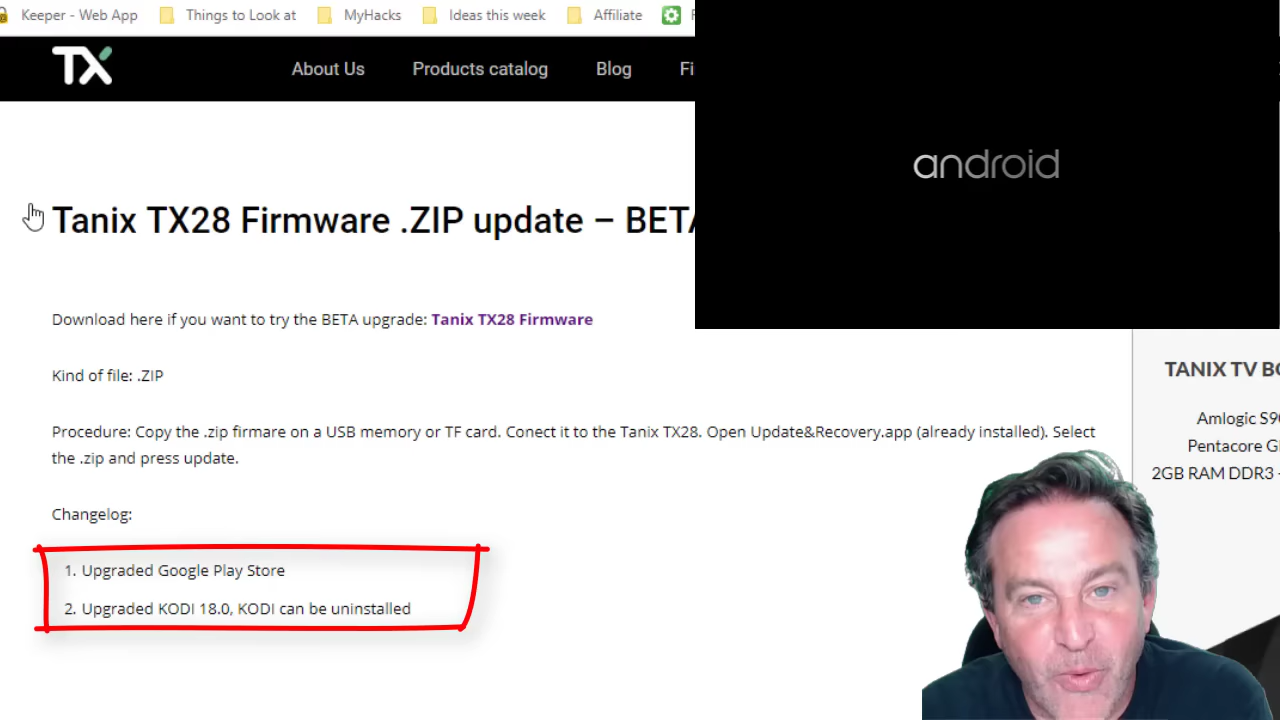 Keeper - Web App Things to Look at MyHacks Ideas this week Affiliate
TX
About Us Products catalog Blog
android
Tanix TX28 Firmware .ZIP update – BETA
Download here if you want to try the BETA upgrade: Tanix TX28 Firmware
Kind of file: .ZIP
TANIX TV
Amlogic
Procedure: Copy the .zip firmare on a USB memory or TF card. Conect it to the Tanix TX28. Open Update&Recovery.app (already installed). Select
the .zip and press update.
Pentacore
2GB RAM DDR3
Changelog:
1. Upgraded Google Play Store
2. Upgraded KODI 18.0, KODI can be uninstalled